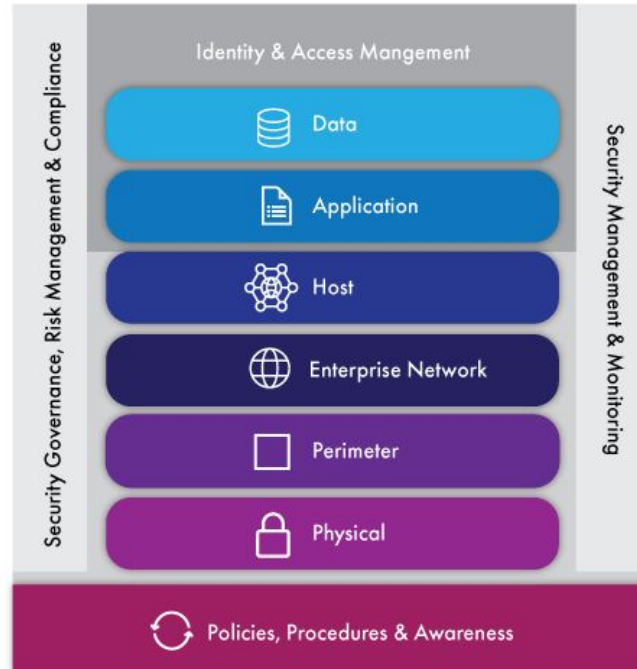 Security Governance, Risk Management & Compliance
Identity & Access Mangement
Data
Application
Host
Enterprise Network
Perimeter
Physical
Security Management & Monitoring
Policies, Procedures & Awareness